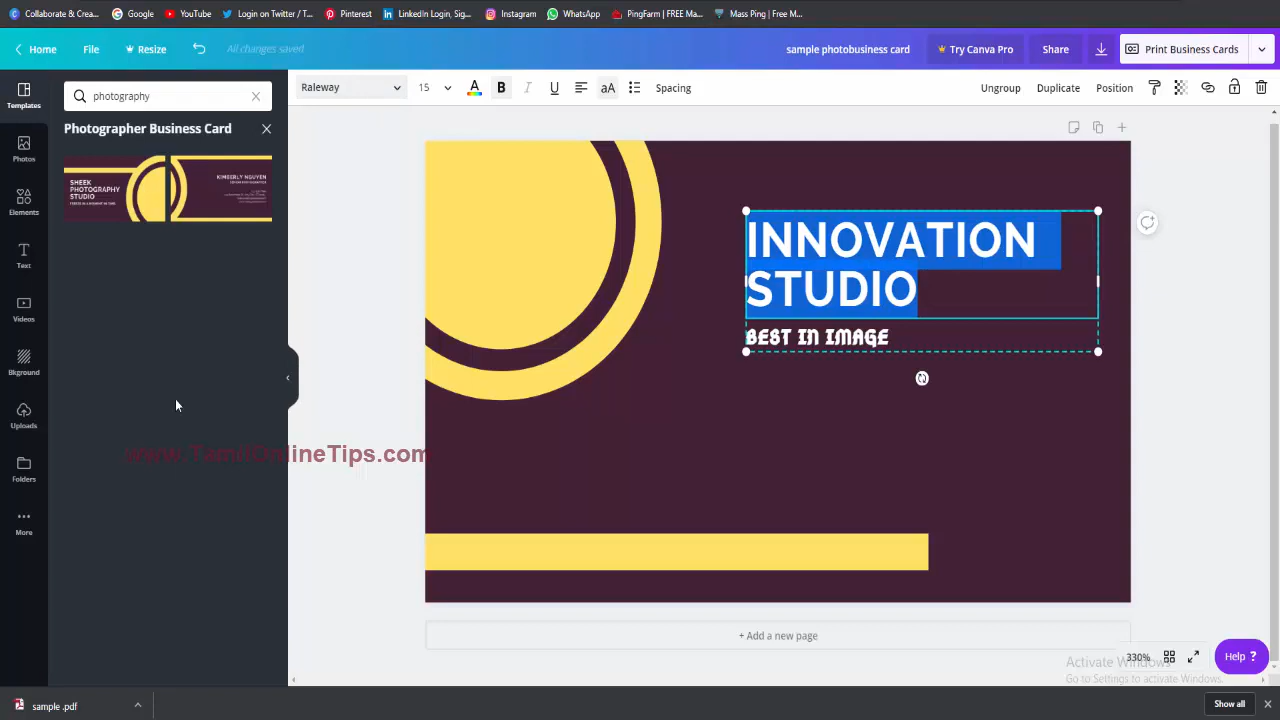 Collaborate & Creat...
Google
YouTube
Login on Twitter / T...
Pinterest
LinkedIn Login, Sig...
Instagram
WhatsApp
PingFarm | FREE Ma...
Mass Ping | Free M...
Home
File
Resize
All changes saved
sample photobusiness card
Try Canva Pro
Share
Print Business Cards
Templates
photography
Raleway
15
A
B
I
U
aA
Spacing
Ungroup
Duplicate
Position
Photographer Business Card
Photos
SHEEK
PHOTOGRAPHY
STUDIO
KIMBERLY NGUYEN
Elements
Text
Videos
Bkground
Uploads
Folders
More
INNOVATION
STUDIO
BEST IN IMAGE
www.TamilOnlineTips.com
+ Add a new page
330%
Help ?
Activate Windows
Go to Settings to activate Windows.
sample .pdf
Show all